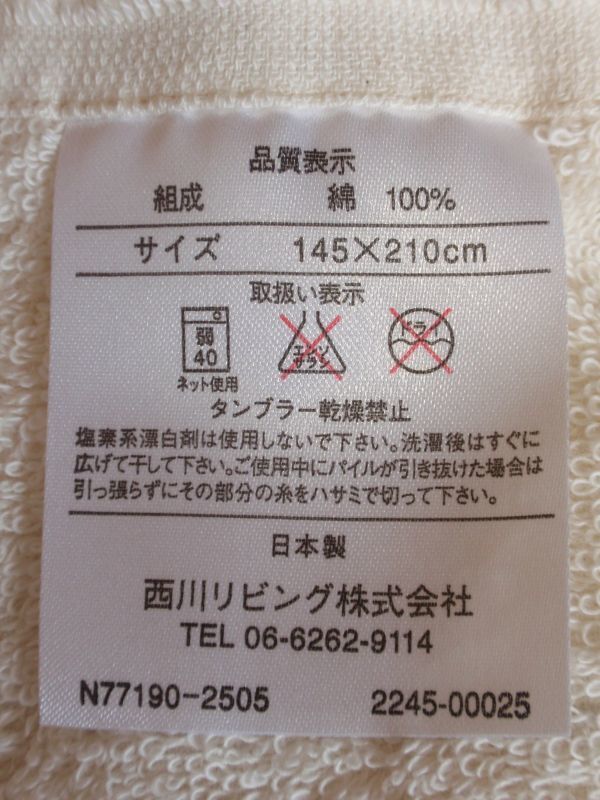 品質表示
組成 綿 100%
サイズ 145×210cm
取扱い表示
弱
40
エンソ
サラシ
ドライ
ネット使用
タンブラー乾燥禁止
塩素系漂白剤は使用しないで下さい。洗濯後はすぐに
広げて干して下さい。ご使用中にパイルが引き抜けた場合は
引っ張らずにその部分の糸をハサミで切って下さい。
日本製
西川リビング株式会社
TEL 06-6262-9114
N77190-2505 2245-00025